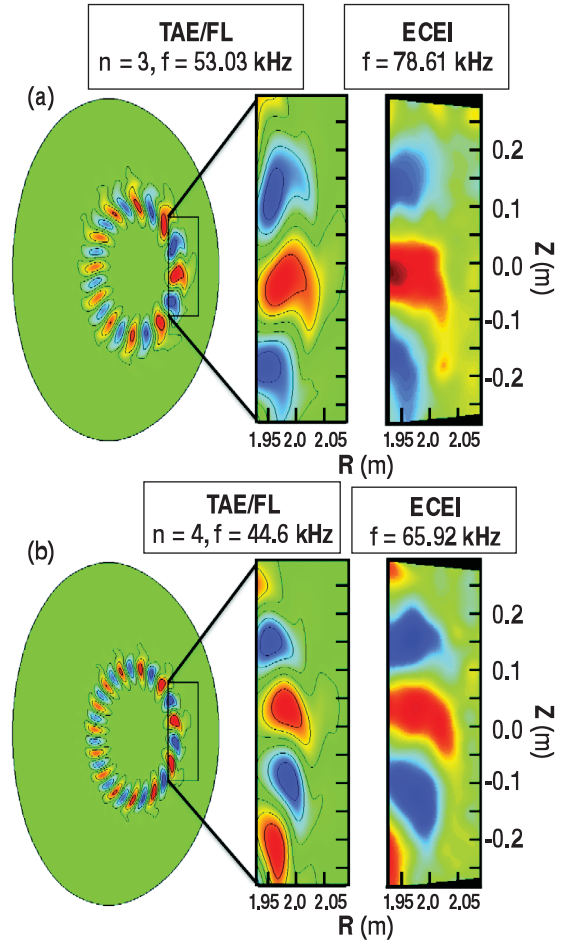 TAE/FL
n = 3, f = 53.03 kHz
ECEI
f = 78.61 kHz
(a)
0.2
0.1
0.0
-0.1
-0.2
Z (m)
1.95 2.0 2.05
1.95 2.0 2.05
R (m)
TAE/FL
n = 4, f = 44.6 kHz
ECEI
f = 65.92 kHz
(b)
0.2
0.1
0.0
-0.1
-0.2
Z (m)
1.95 2.0 2.05
1.95 2.0 2.05
R (m)